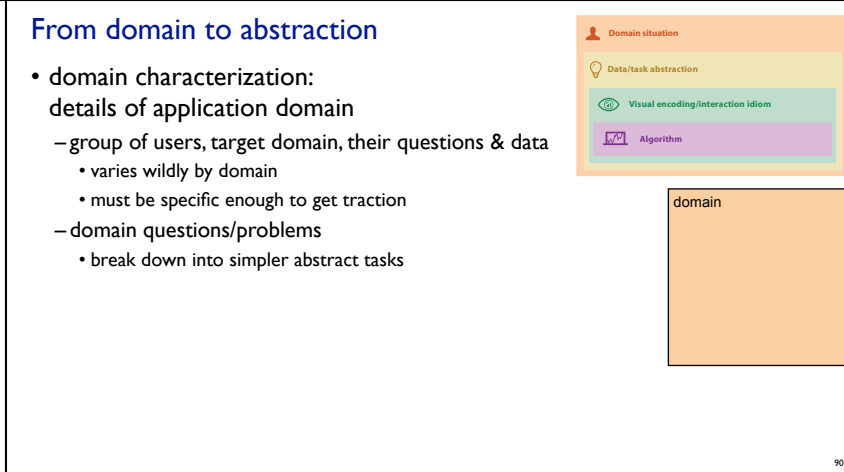 From domain to abstraction
• domain characterization:
details of application domain
– group of users, target domain, their questions & data
• varies wildly by domain
• must be specific enough to get traction
– domain questions/problems
• break down into simpler abstract tasks
Domain situation
Data/task abstraction
Visual encoding/interaction idiom
Algorithm
domain
90